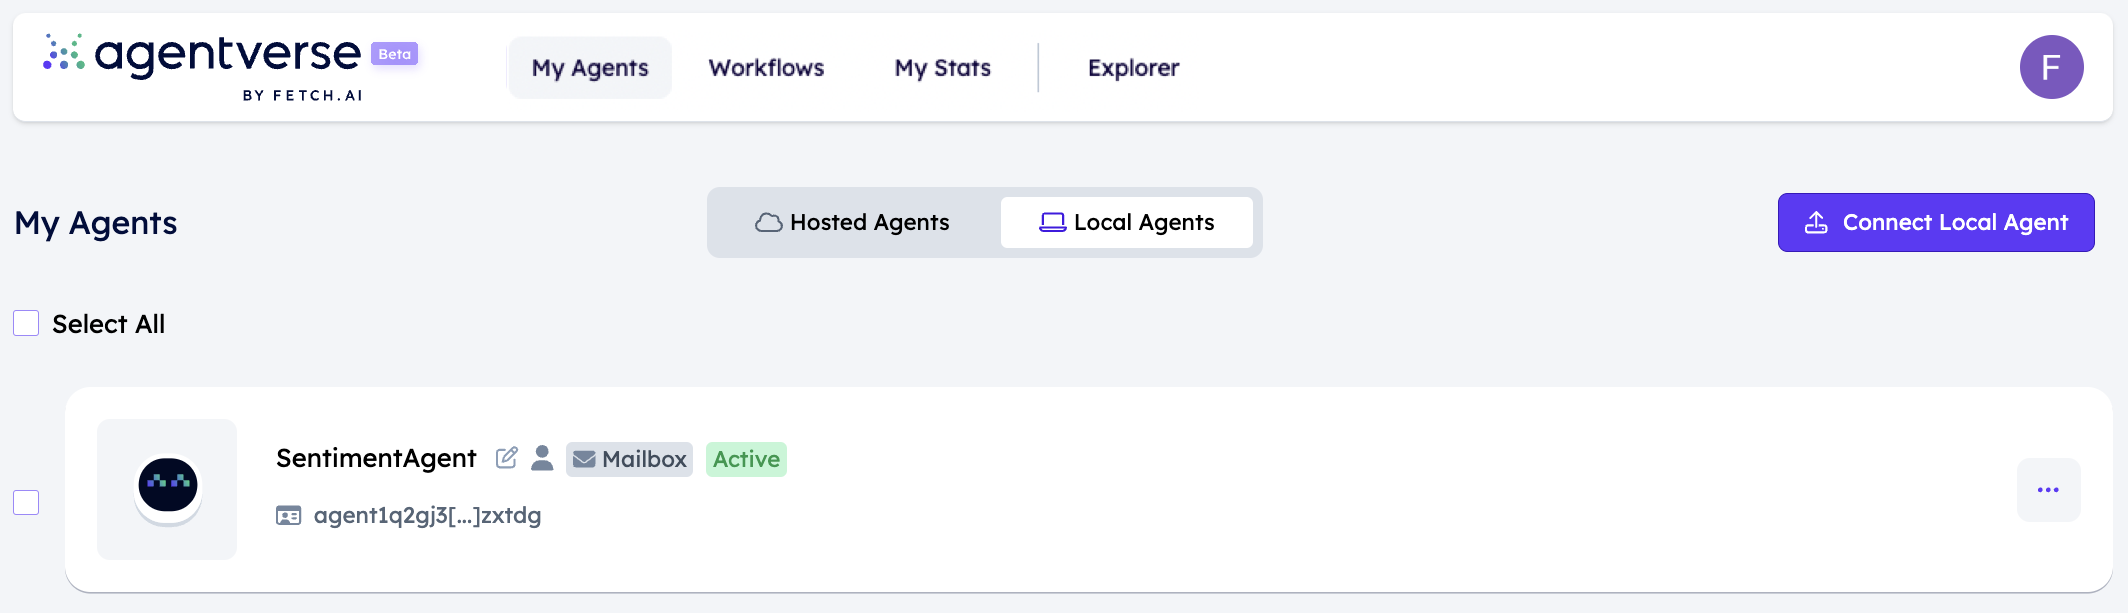 agentverse Beta
BY FETCH.AI
My Agents Workflows My Stats Explorer F
My Agents Hosted Agents Local Agents Connect Local Agent
Select All
SentimentAgent Mailbox Active
agent1q2gj3[...]zxtdg